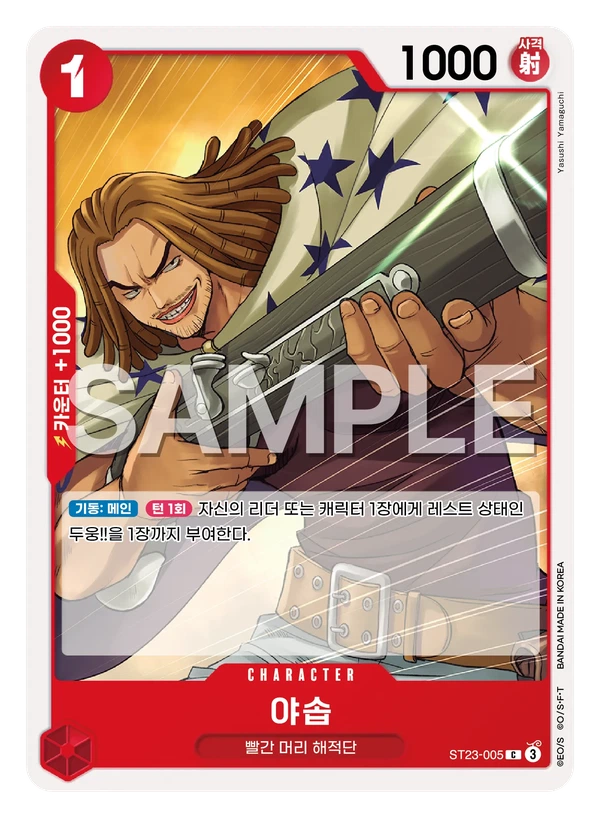 1
1000
사격
射
Yasushi Yamaguchi
카운터 +1000
SAMPLE
기동: 메인 턴 1회 자신의 리더 또는 캐릭터 1장에게 레스트 상태인
두웅!!을 1장까지 부여한다.
CHARACTER
야솝
빨간 머리 해적단
ST23-005 C 3
©EO/S ©O/S·F·T BANDAI MADE IN KOREA